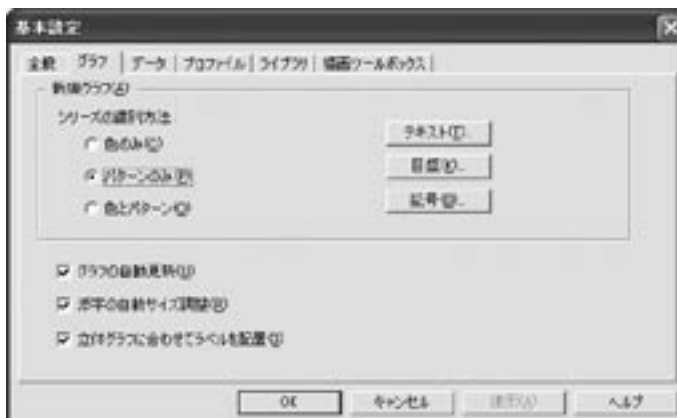 基本設定
全般 グラフ データ プロファイル ライブラリ 描画ツールボックス
新規グラフ(A)
シリーズの識別方法
色のみ(C)
パターンのみ(P)
色とパターン(O)
テキスト(T)...
目盛(K)...
記号(B)...
グラフの自動更新(U)
添字の自動サイズ調整(R)
立体グラフに合わせてラベルを配置(J)
OK キャンセル 適用(A) ヘルプ